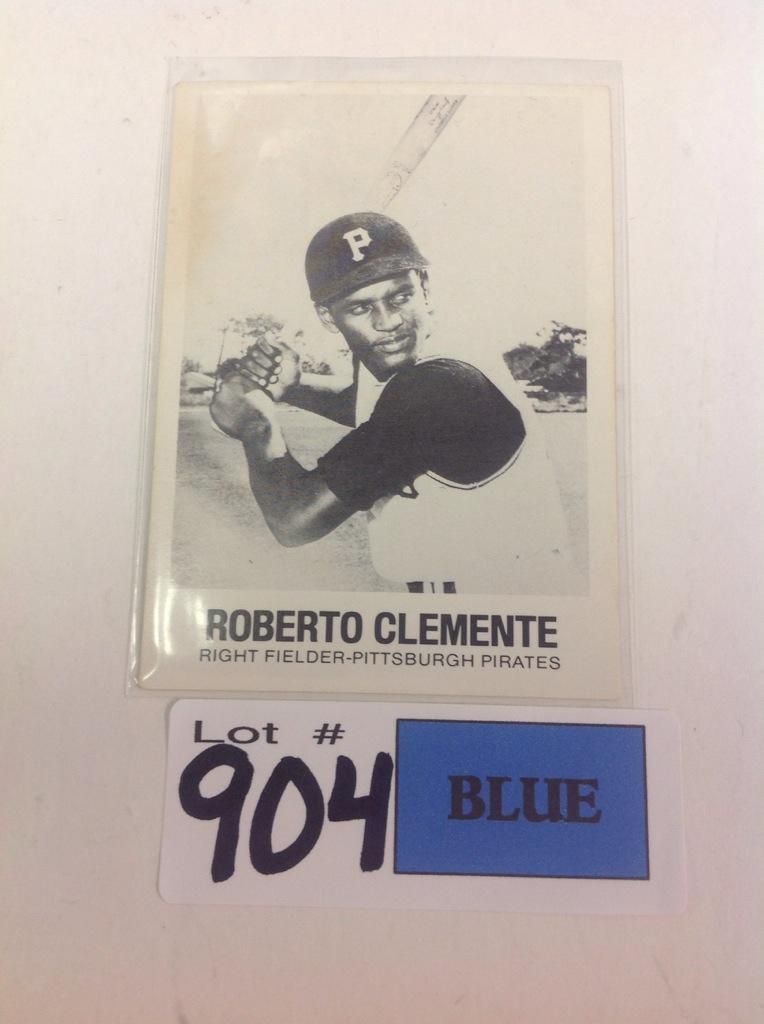 P
ROBERTO CLEMENTE
RIGHT FIELDER-PITTSBURGH PIRATES
Lot #
904
BLUE